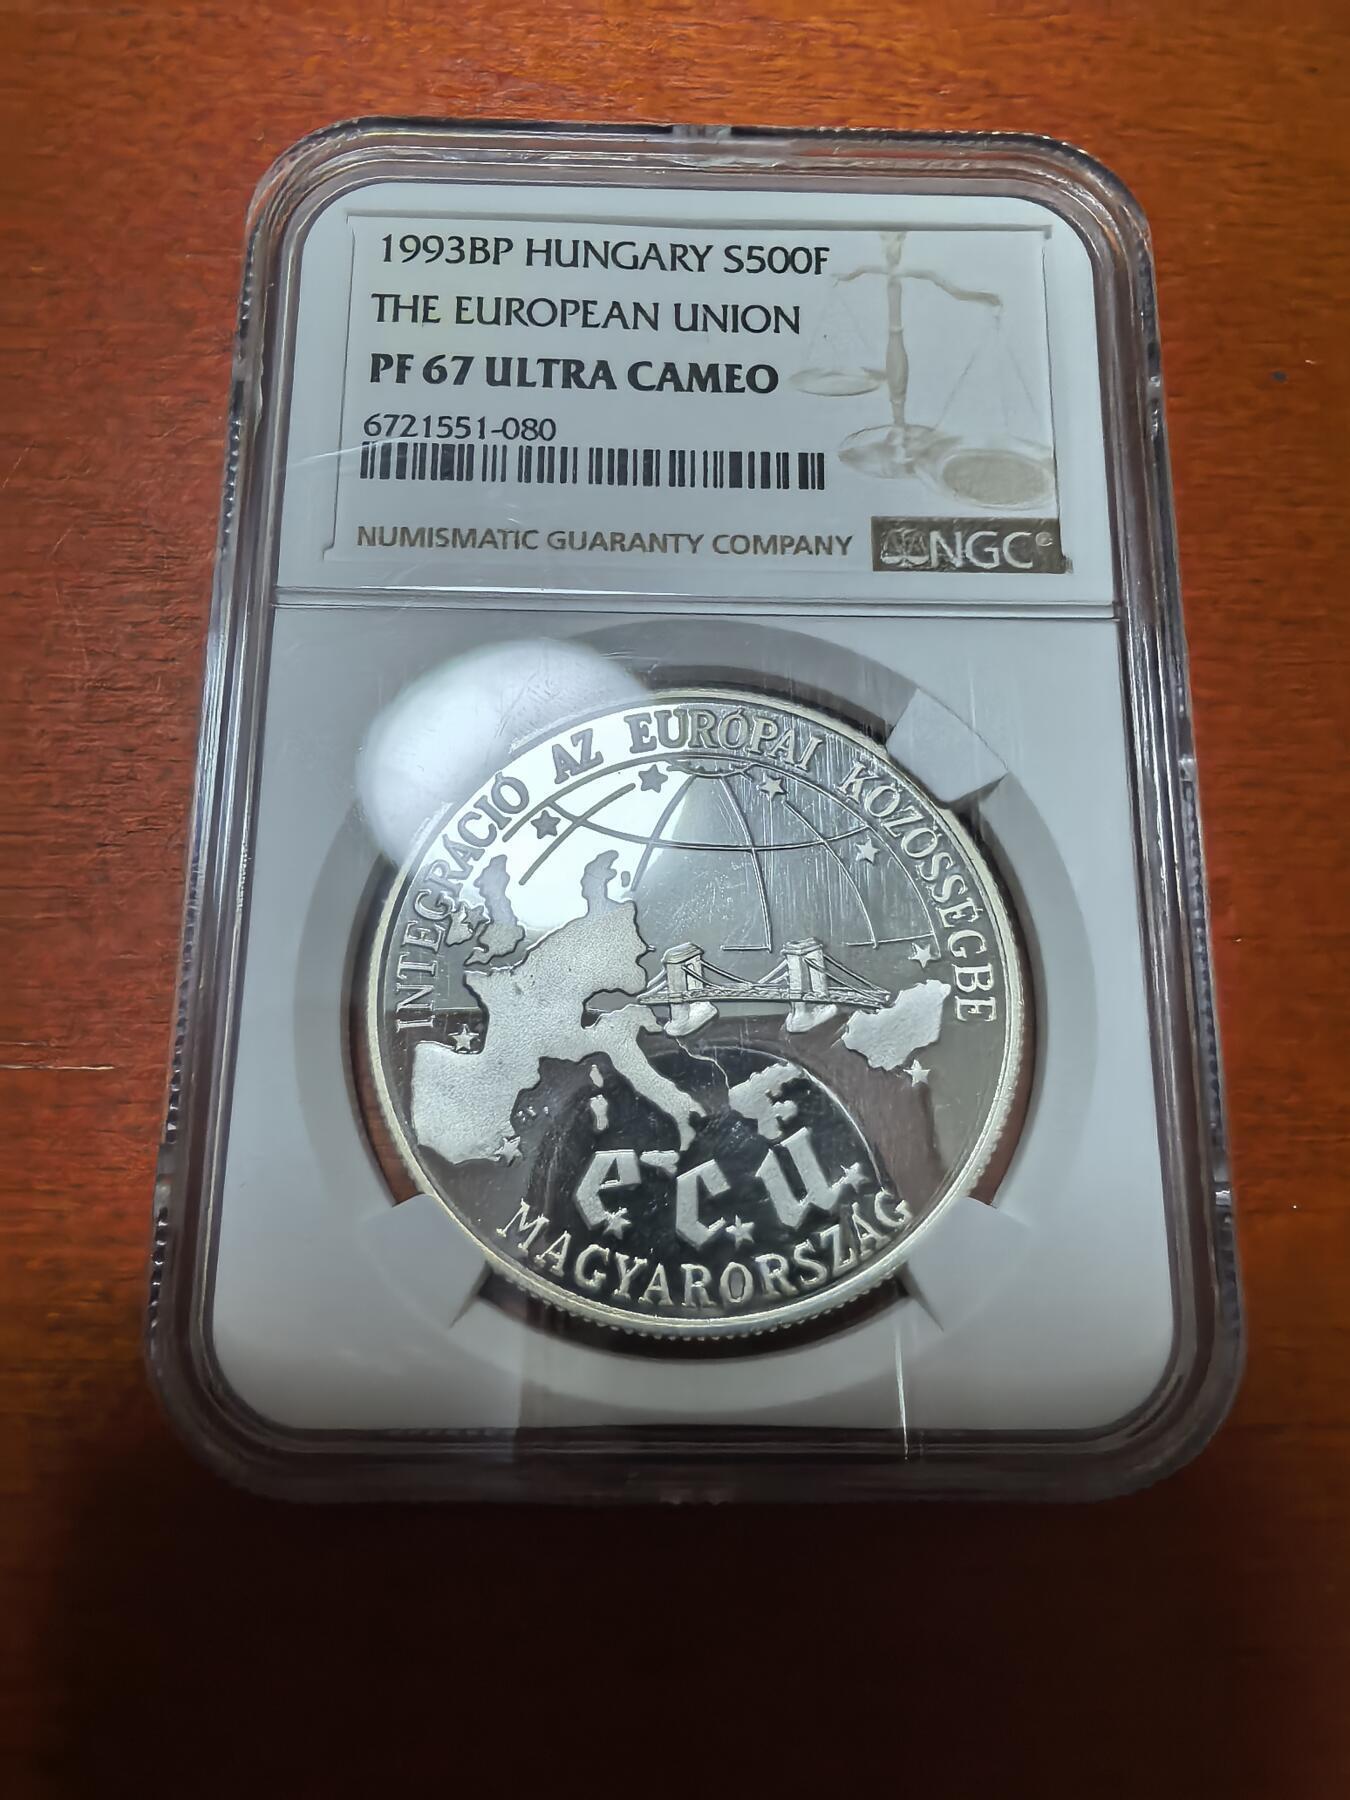 1993BP HUNGARY S500F
THE EUROPEAN UNION
PF 67 ULTRA CAMEO
6721551-080
NUMISMATIC GUARANTY COMPANY
NGC
INTEGRÁCIÓ AZ EURÓPAI KÖZÖSSÉGBE
ecu
MAGYARORSZÁG